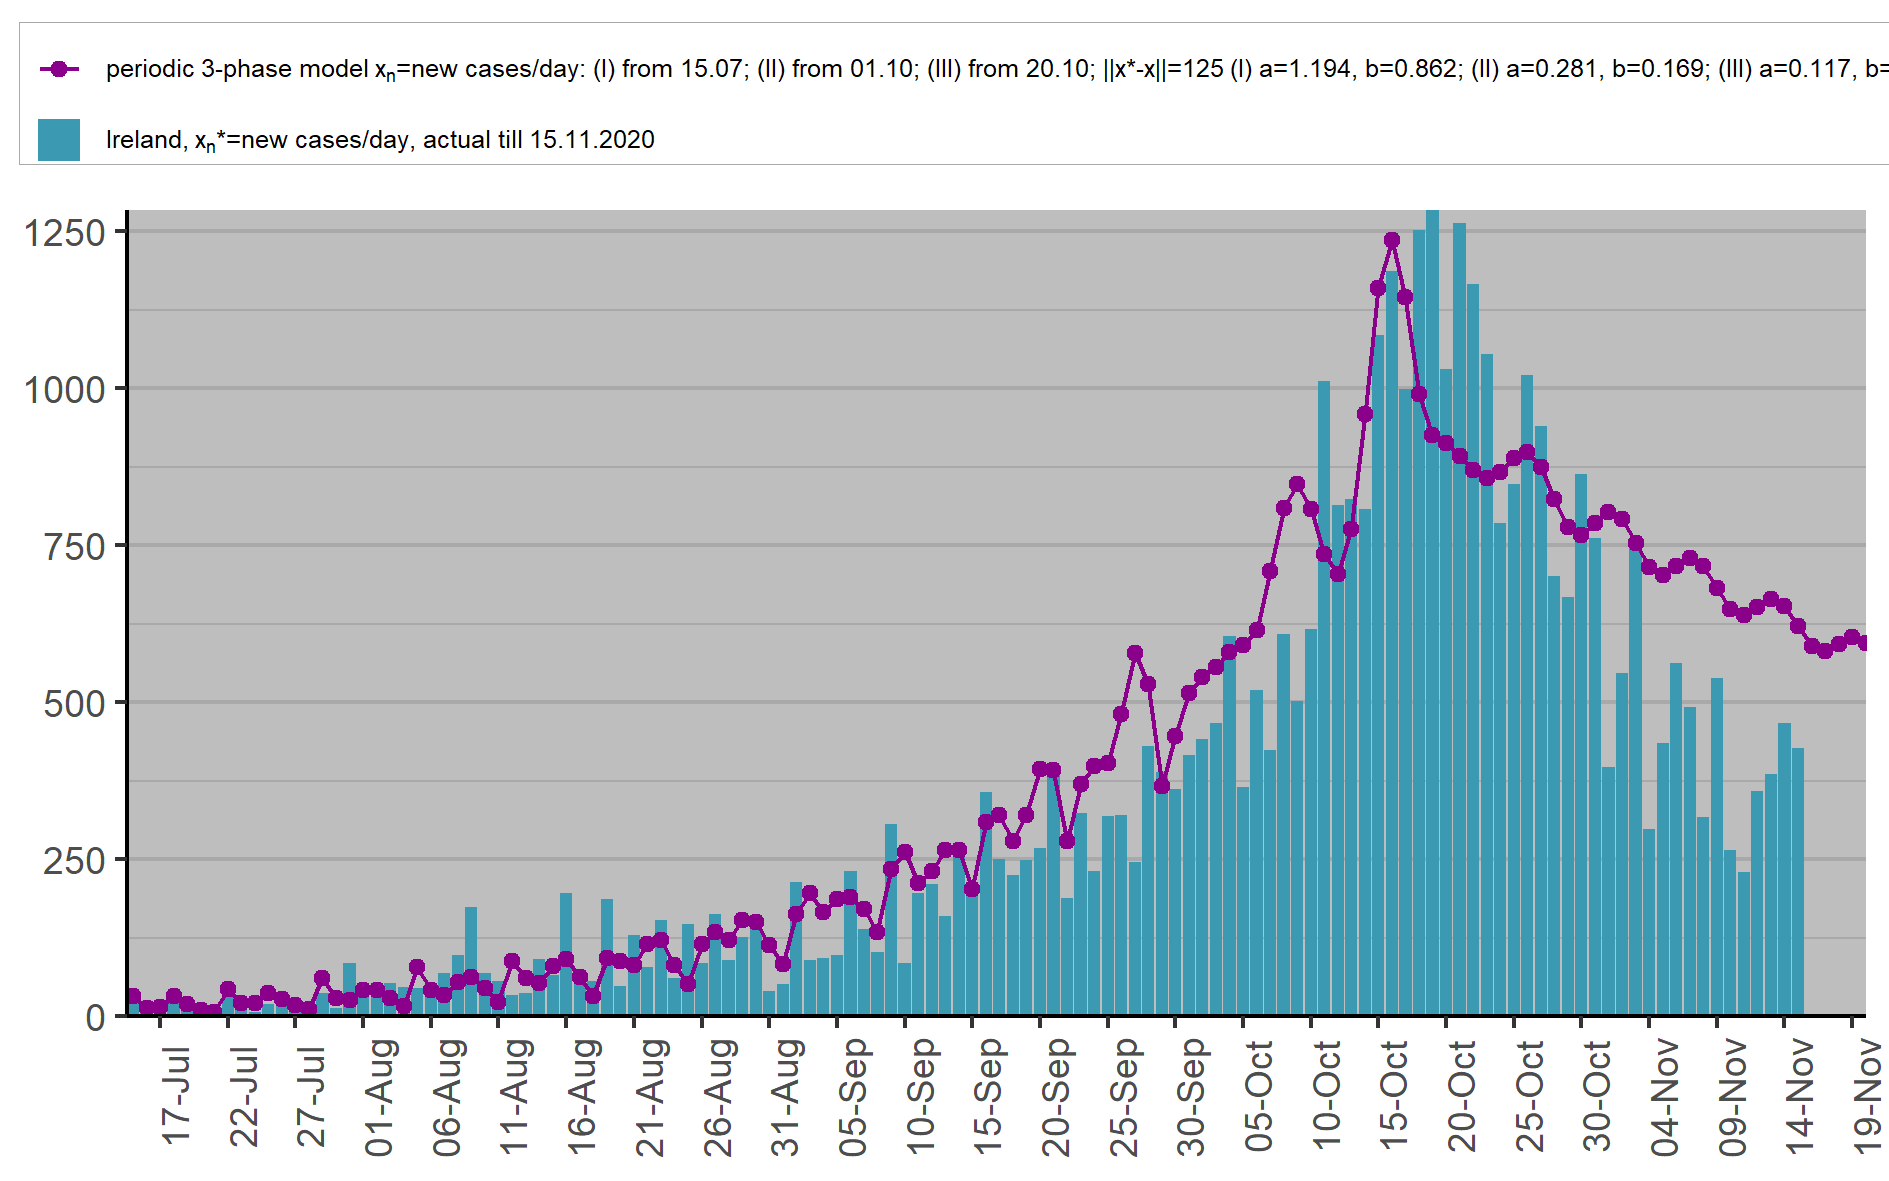 periodic 3-phase model xn=new cases/day: (I) from 15.07; (II) from 01.10; (III) from 20.10; ||x*-x||=125 (I) a=1.194, b=0.862; (II) a=0.281, b=0.169; (III) a=0.117, b=
Ireland, xn*=new cases/day, actual till 15.11.2020
1250
1000
750
500
250
0
17-Jul
22-Jul
27-Jul
01-Aug
06-Aug
11-Aug
16-Aug
21-Aug
26-Aug
31-Aug
05-Sep
10-Sep
15-Sep
20-Sep
25-Sep
30-Sep
05-Oct
10-Oct
15-Oct
20-Oct
25-Oct
30-Oct
04-Nov
09-Nov
14-Nov
19-Nov